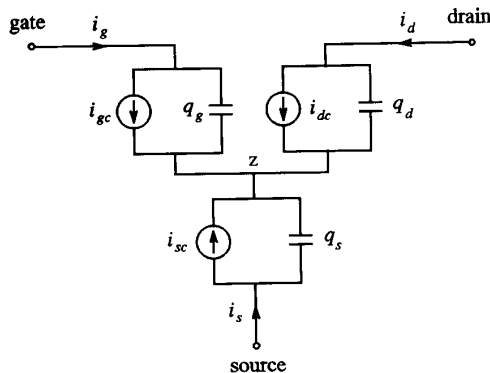 gate
i_g
i_d
drain
i_gc
q_g
i_dc
q_d
z
i_sc
q_s
i_s
source